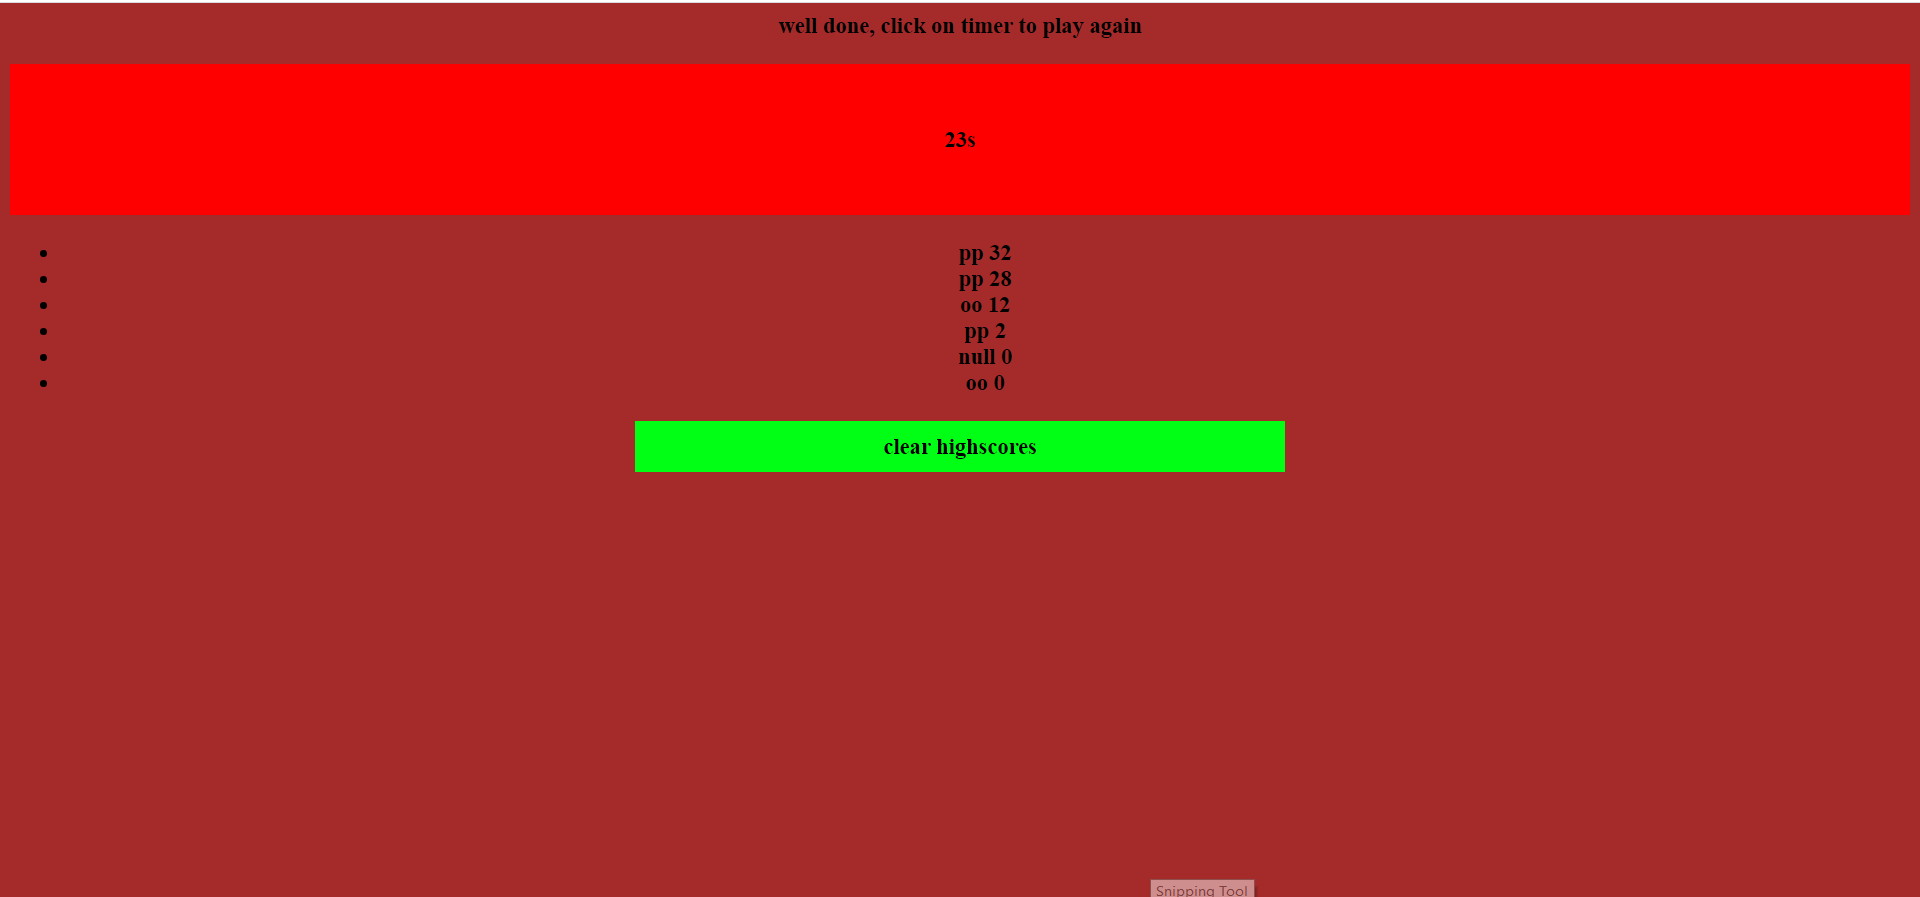 well done, click on timer to play again
23s
pp 32
pp 28
oo 12
pp 2
null 0
oo 0
clear highscores
Snipping Tool